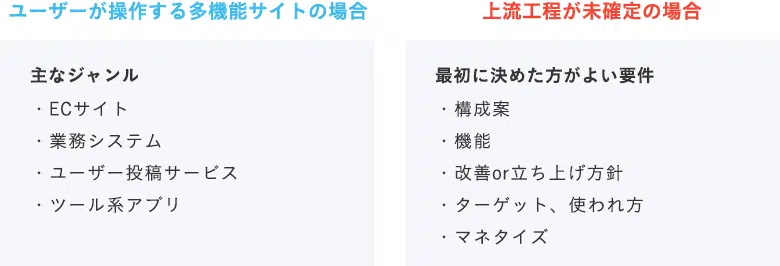 ユーザーが操作する多機能サイトの場合
主なジャンル
・ECサイト
・業務システム
・ユーザー投稿サービス
・ツール系アプリ
上流工程が未確定の場合
最初に決めた方がよい要件
・構成案
・機能
・改善or立ち上げ方針
・ターゲット、使われ方
・マネタイズ